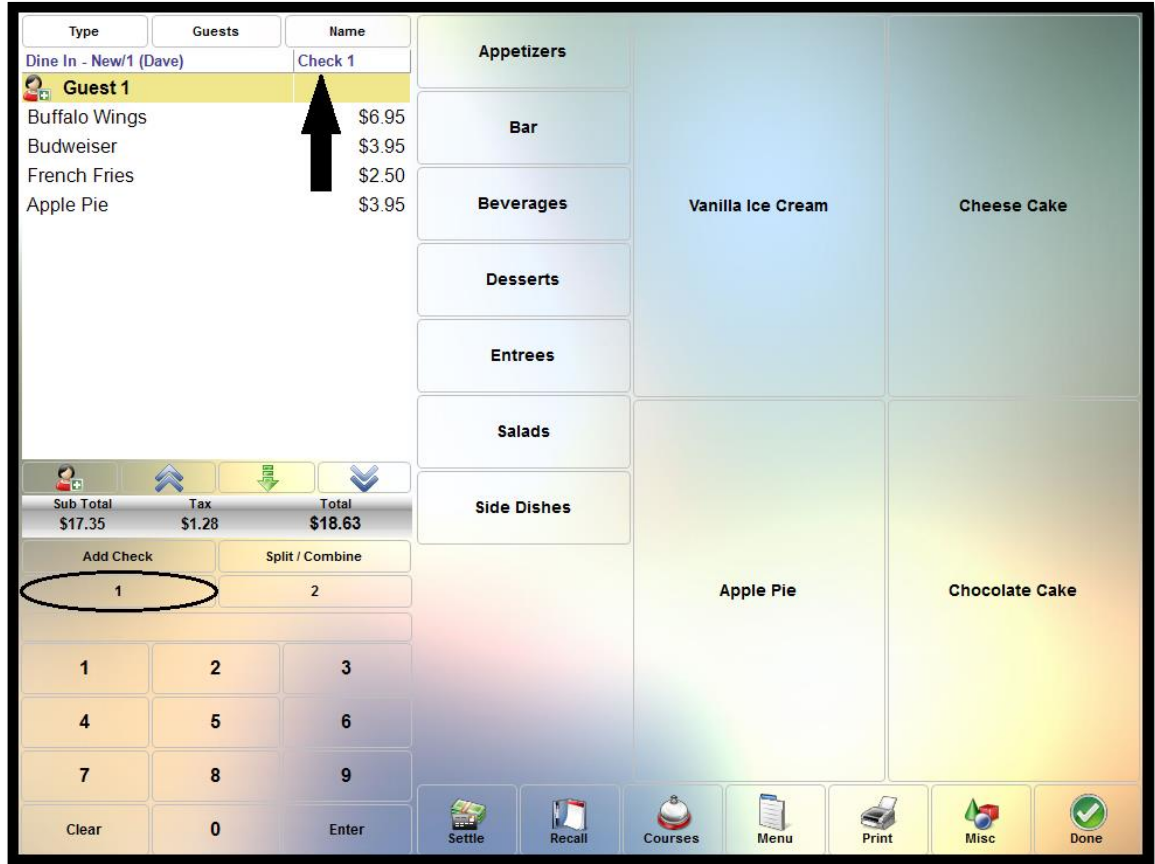 Type Guests Name
Dine In - New/1 (Dave) Check 1
Guest 1
Buffalo Wings $6.95
Budweiser $3.95
French Fries $2.50
Apple Pie $3.95
Sub Total Tax Total
$17.35 $1.28 $18.63
Add Check Split / Combine
1 2
1 2 3
4 5 6
7 8 9
Clear 0 Enter
Appetizers
Bar
Beverages
Desserts
Entrees
Salads
Side Dishes
Vanilla Ice Cream Cheese Cake
Apple Pie Chocolate Cake
Settle Recall Courses Menu Print Misc Done